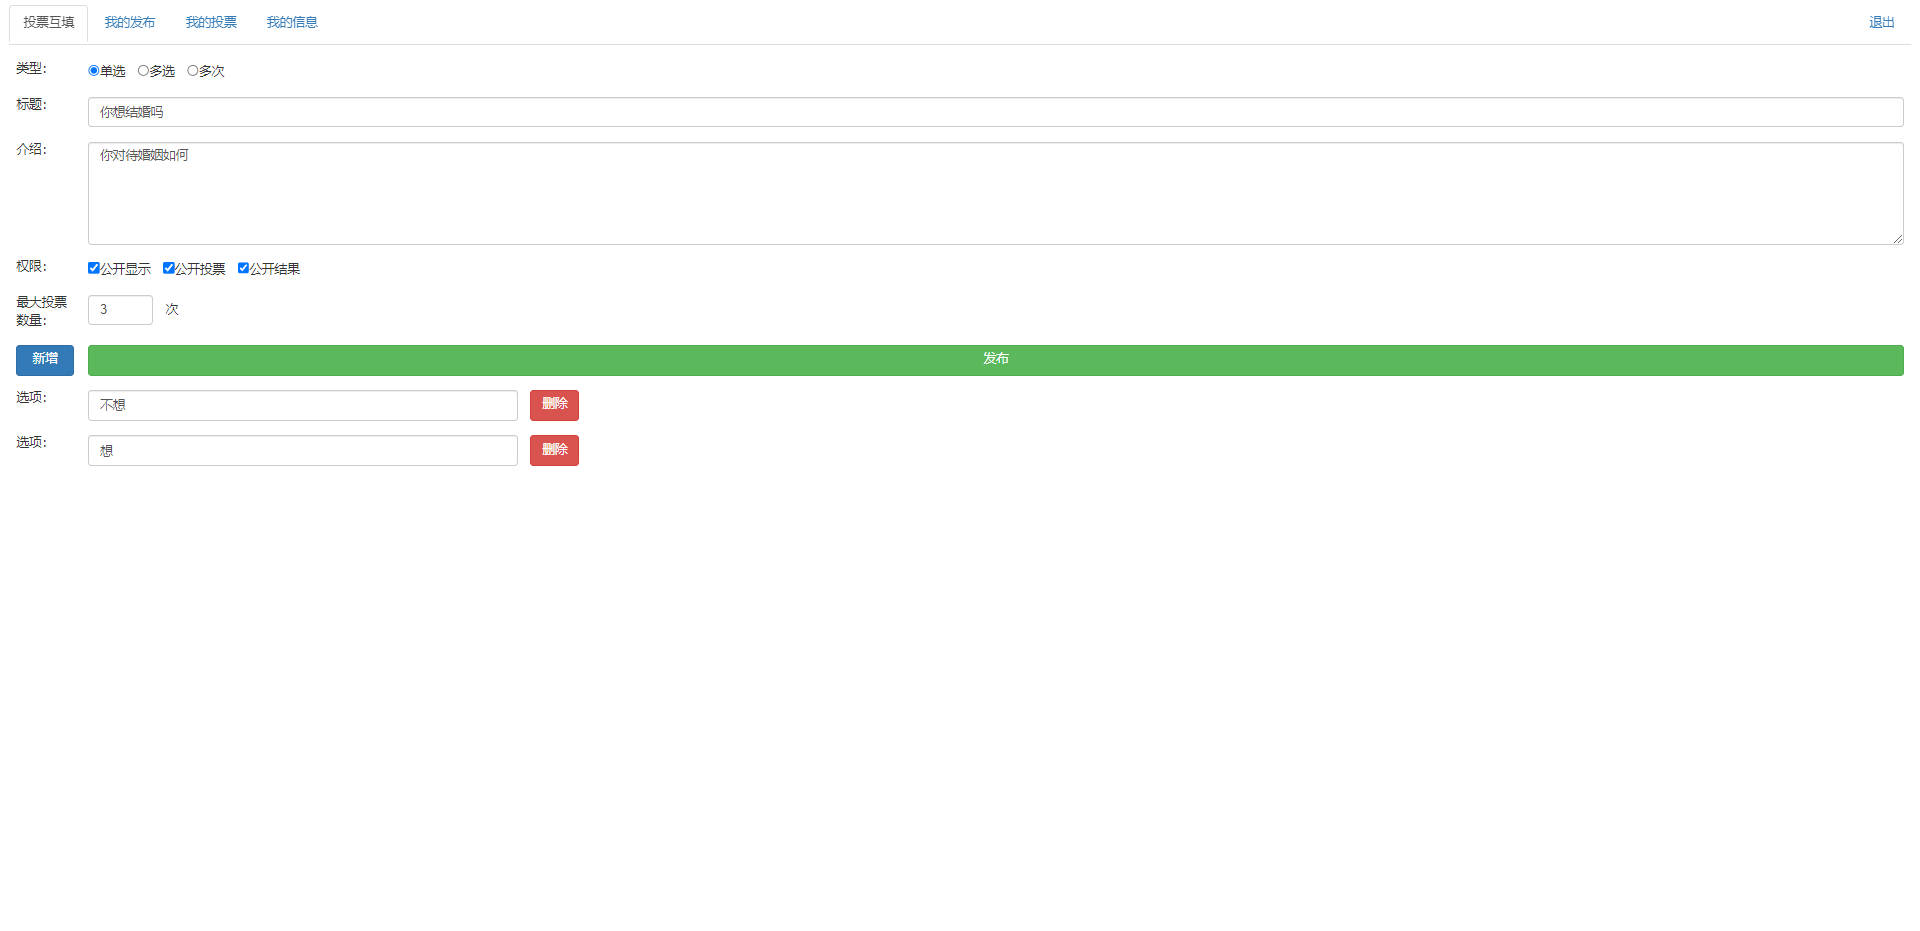 投票互填 我的发布 我的投票 我的信息 退出
类型: 单选 多选 多次
标题: 你想结婚吗
介绍: 你对待婚姻如何
权限: 公开显示 公开投票 公开结果
最大投票
数量: 3 次
新增 发布
选项: 不想 删除
选项: 想 删除